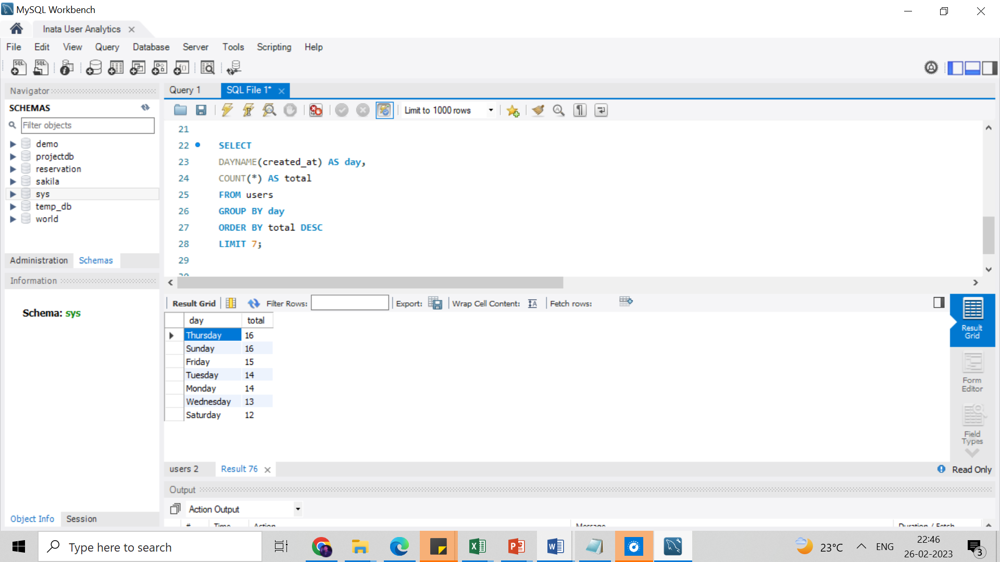 MySQL Workbench
Inata User Analytics
File Edit View Query Database Server Tools Scripting Help
Navigator
SCHEMAS
Filter objects
demo
projectdb
reservation
sakila
sys
temp_db
world
Administration Schemas
Information
Schema: sys
Object Info Session
Query 1 SQL File 1*
Limit to 1000 rows
21
22 SELECT
23 DAYNAME(created_at) AS day,
24 COUNT(*) AS total
25 FROM users
26 GROUP BY day
27 ORDER BY total DESC
28 LIMIT 7;
29
Result Grid Filter Rows: Export: Wrap Cell Content: Fetch rows:
day total
Thursday 16
Sunday 16
Friday 15
Tuesday 14
Monday 14
Wednesday 13
Saturday 12
Result
Grid
Form
Editor
Field
Types
users 2 Result 76
Read Only
Output
Action Output
# Time Action Message Duration / Fetch
Type here to search
23°C ENG
22:46
26-02-2023
3